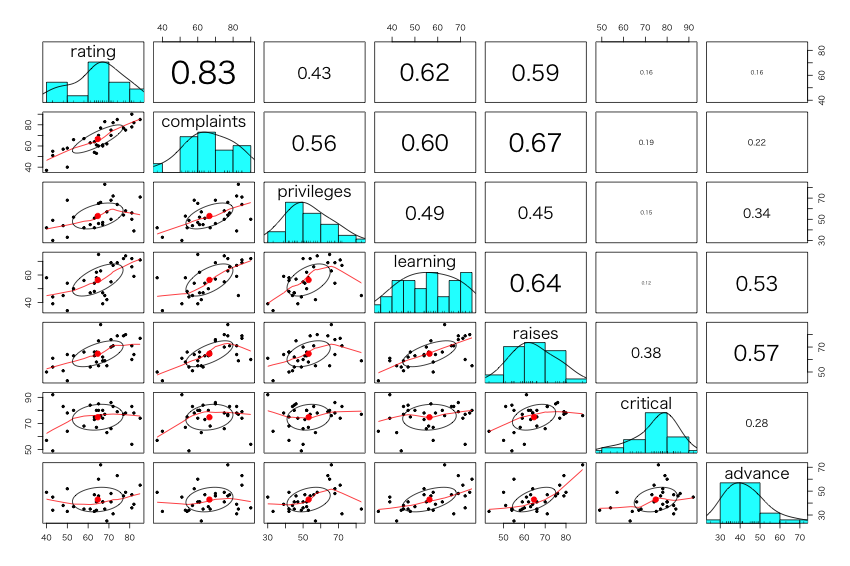 40 60 80
40 50 60 70
50 60 70 80 90
rating
0.83
0.43
0.62
0.59
0.16
0.16
40 60 80
40 60 80
complaints
0.56
0.60
0.67
0.19
0.22
privileges
0.49
0.45
0.15
0.34
30 50 70
40 60
learning
0.64
0.12
0.53
raises
0.38
0.57
50 70
50 70 90
critical
0.28
advance
30 50 70
40 50 60 70 80
30 50 70
50 60 70 80
30 40 50 60 70